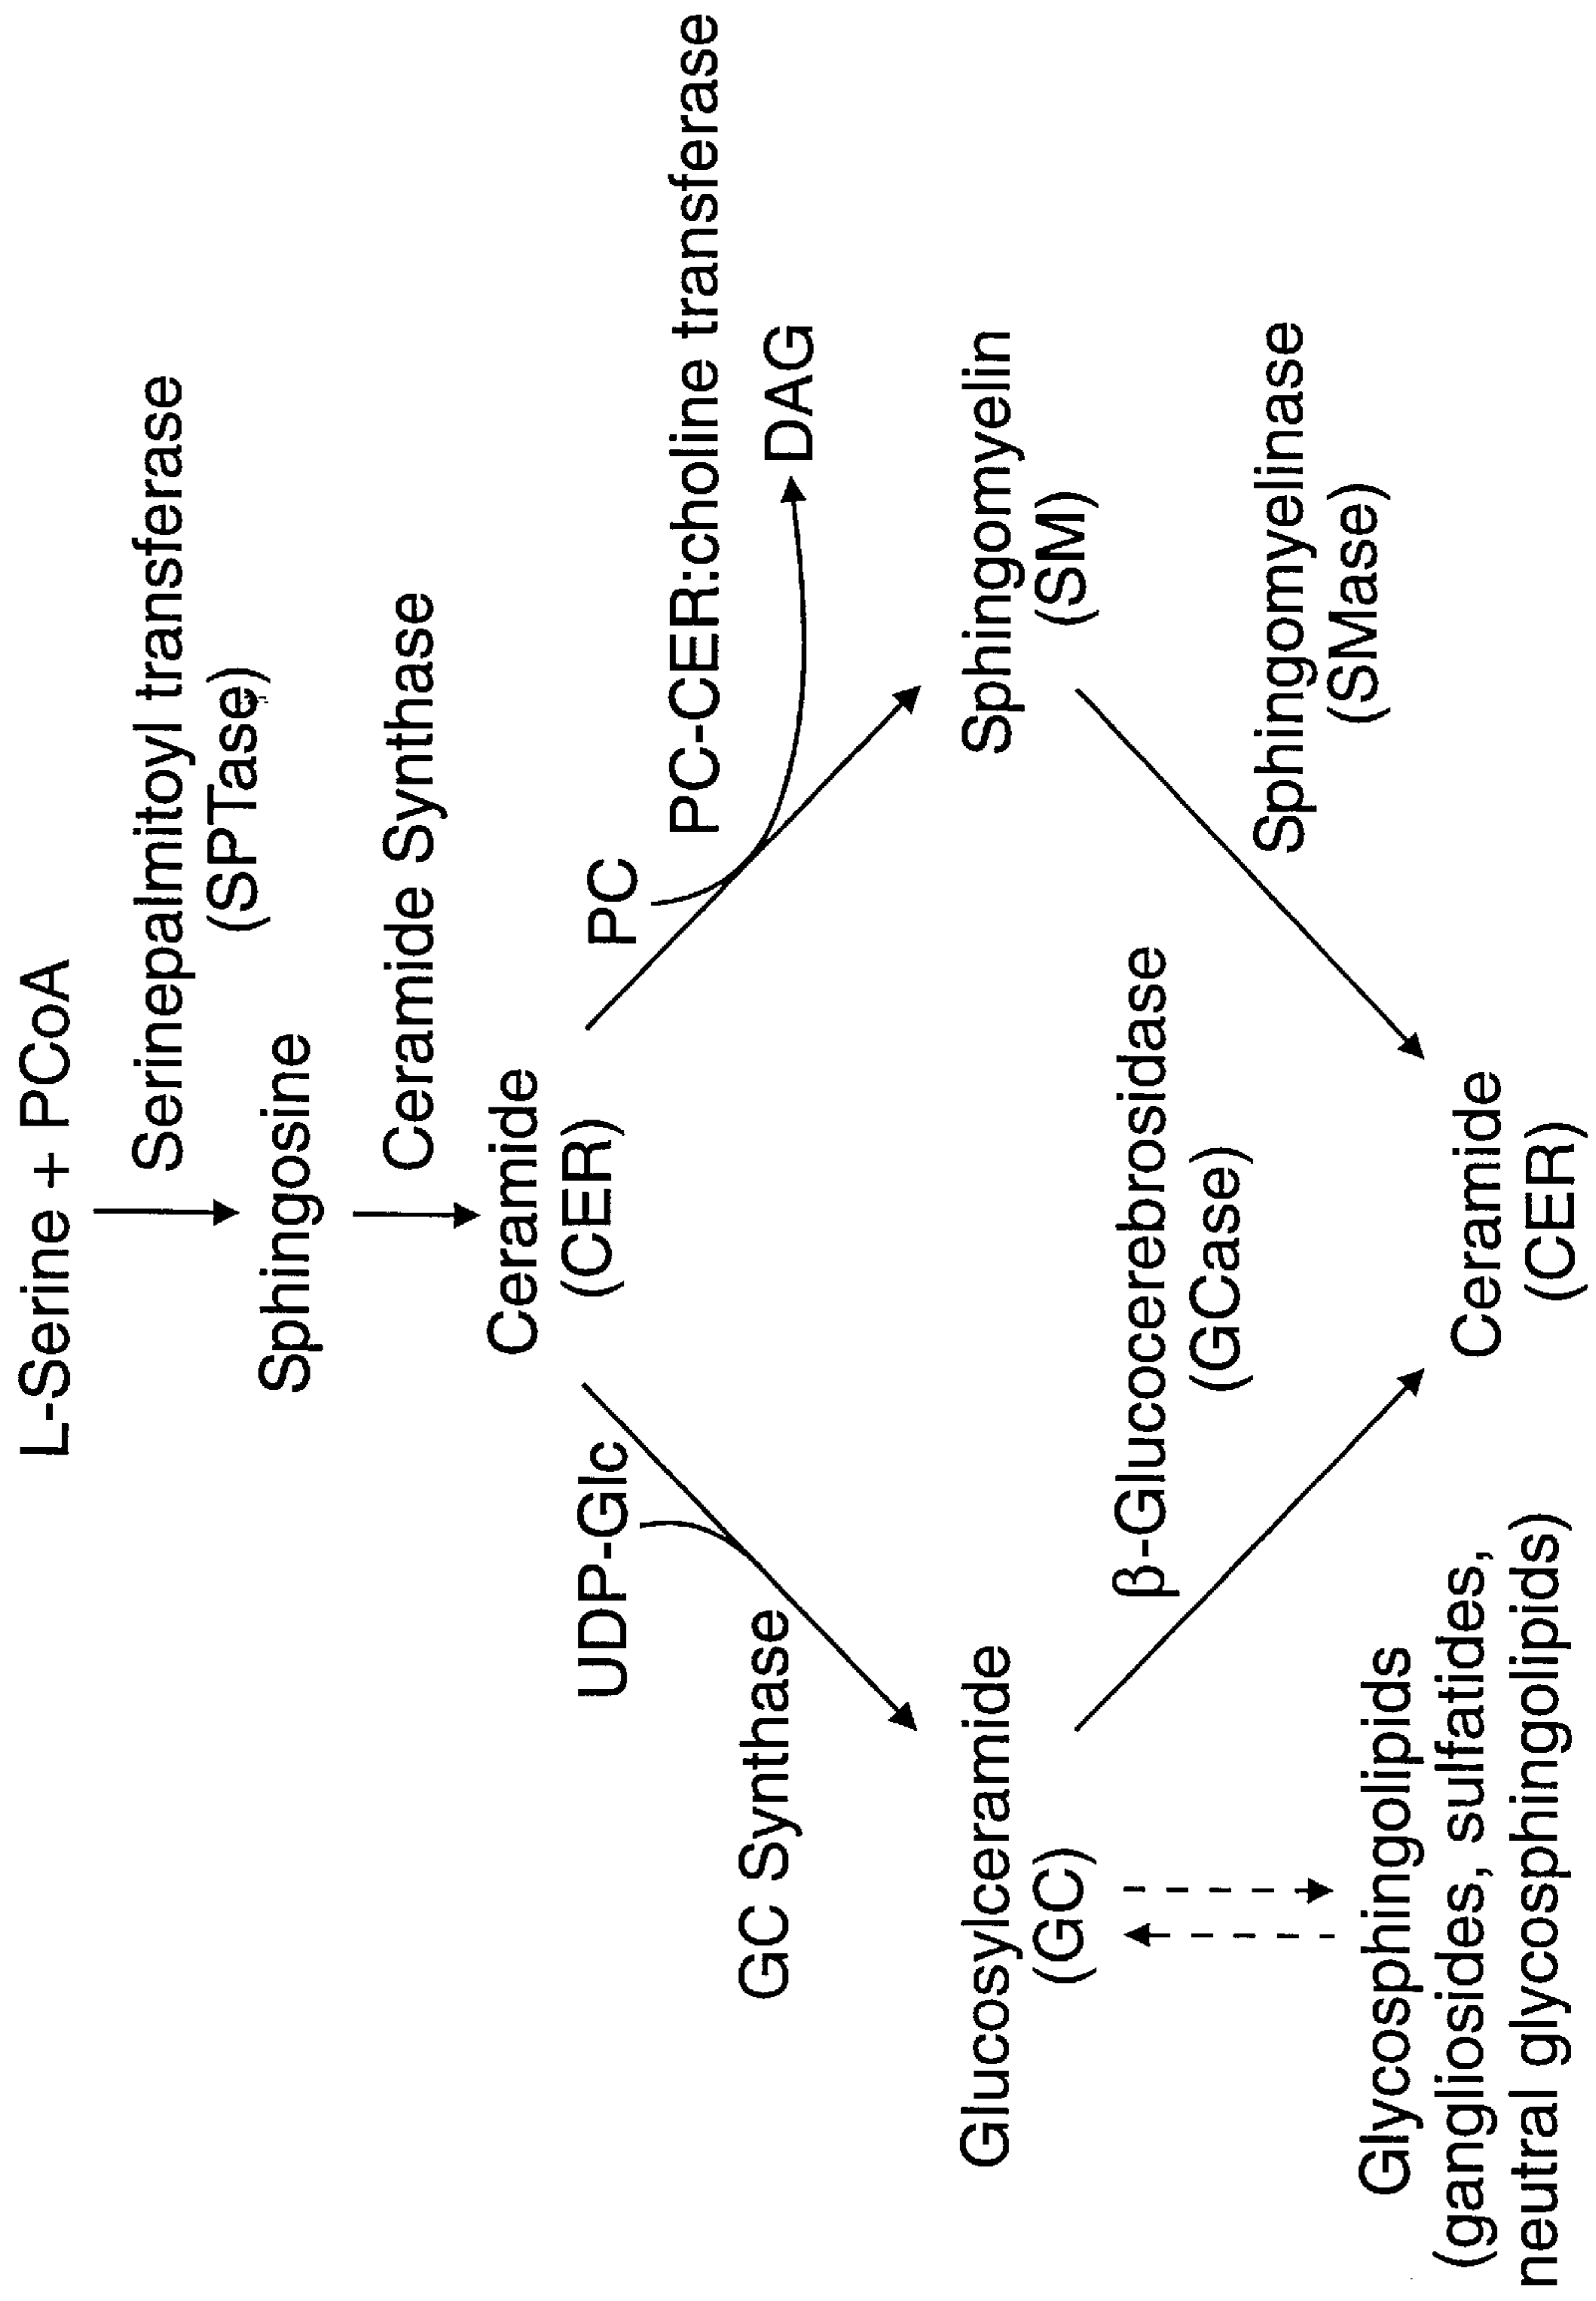 L-Serine + PCoA
Serinepalmitoyl transferase
(SPTase)
Sphingosine
Ceramide Synthase
Ceramide
(CER)
UDP-Glc
PC
PC-CER:choline transferase
GC Synthase
DAG
Glucosylceramide
(GC)
Sphingomyelin
(SM)
β-Glucocerebrosidase
(GCase)
Sphingomyelinase
(SMase)
Glycosphingolipids
(gangliosides, sulfatides,
neutral glycosphingolipids)
Ceramide
(CER)